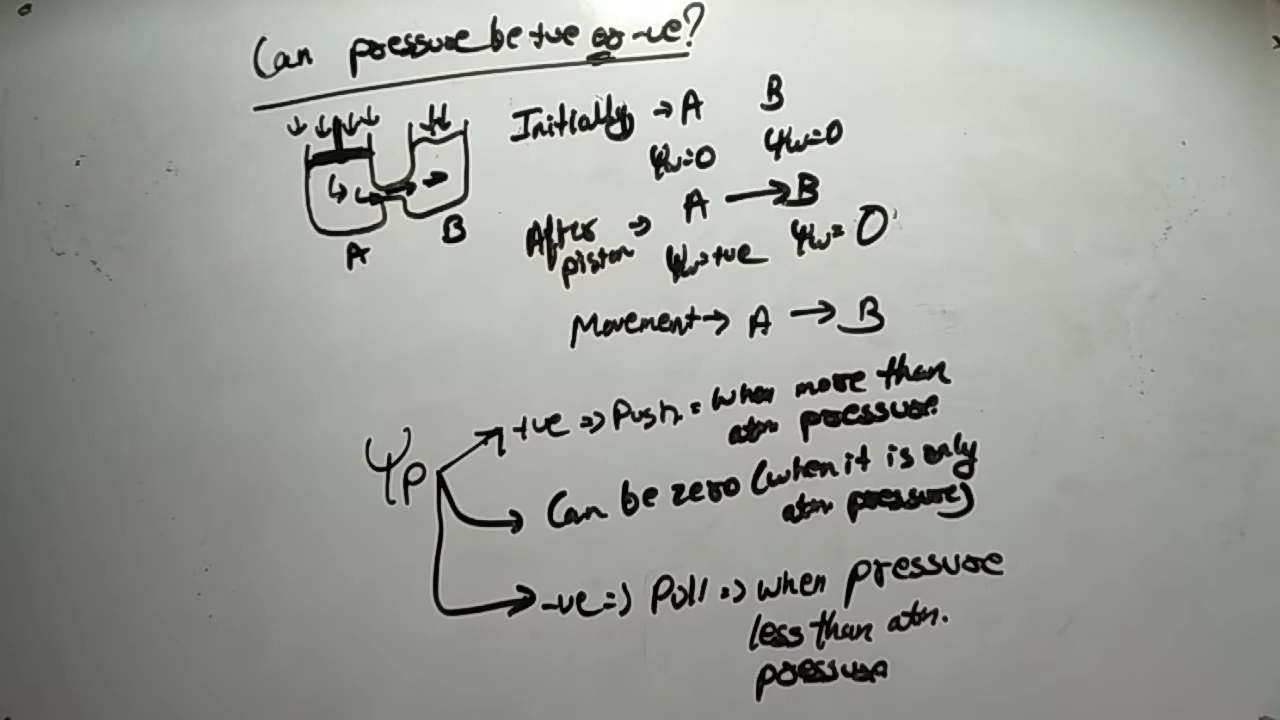 Can pressure be +ve or -ve?
Initially → A B
Ψw=0 Ψw=0
A B
After piston → A → B
Ψw=+ve Ψw= 0
Movement → A → B
Ψp
+ve => Push = when more than
atm pressure
Can be zero (when it is only
atm pressure)
-ve => Pull => when pressure
less than atm.
pressure